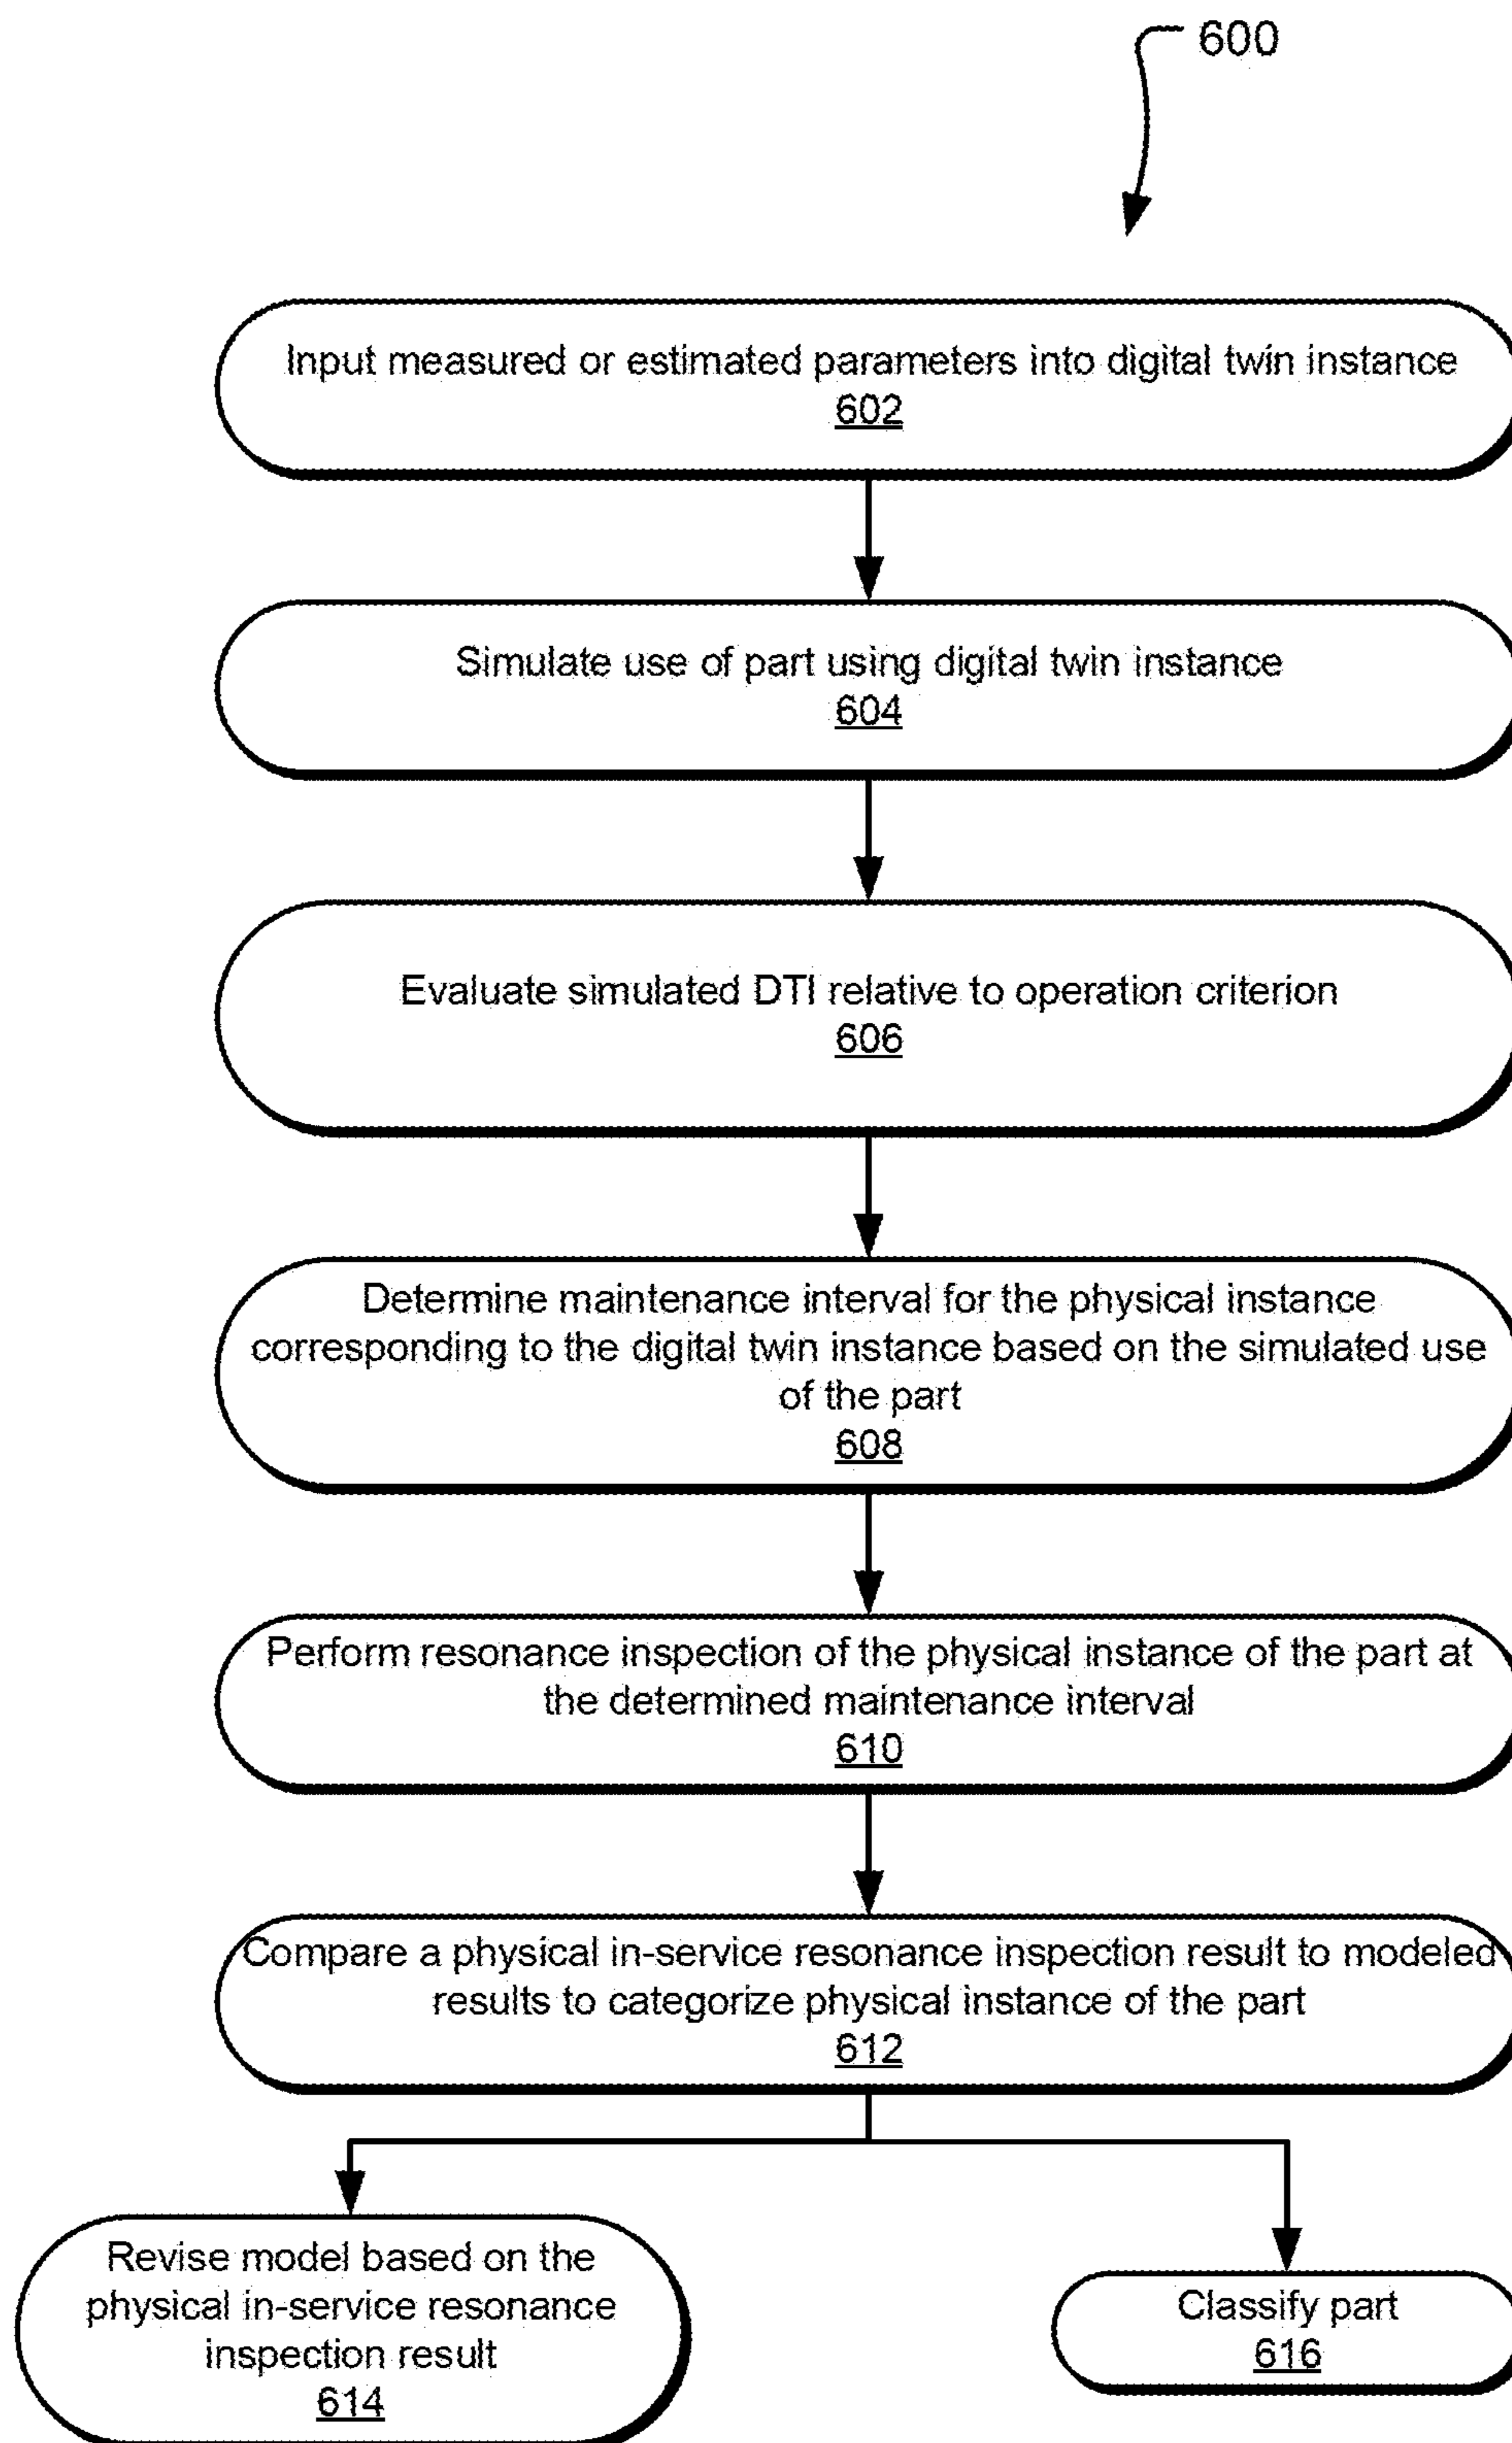 600
Input measured or estimated parameters into digital twin instance
602
Simulate use of part using digital twin instance
604
Evaluate simulated DTI relative to operation criterion
606
Determine maintenance interval for the physical instance
corresponding to the digital twin instance based on the simulated use
of the part
608
Perform resonance inspection of the physical instance of the part at
the determined maintenance interval
610
Compare a physical in-service resonance inspection result to modeled
results to categorize physical instance of the part
612
Revise model based on the
physical in-service resonance
inspection result
614
Classify part
616